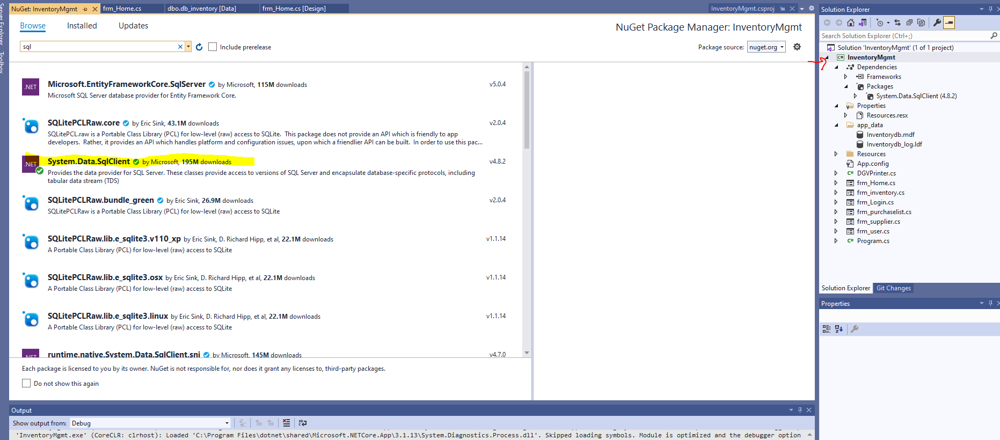 NuGet: InventoryMgmt
frm_Home.cs
dbo.db_inventory [Data]
frm_Home.cs [Design]
InventoryMgmt.csproj
Server Explorer
Toolbox
Browse
Installed
Updates
NuGet Package Manager: InventoryMgmt
sql
Include prerelease
Package source:
nuget.org
.NET
Microsoft.EntityFrameworkCore.SqlServer by Microsoft, 115M downloads
v5.0.4
Microsoft SQL Server database provider for Entity Framework Core.
SQLitePCLRaw.core by Eric Sink, 43.1M downloads
v2.0.4
SQLitePCL.raw is a Portable Class Library (PCL) for low-level (raw) access to SQLite. This package does not provide an API which is friendly to app
developers. Rather, it provides an API which handles platform and configuration issues, upon which a friendlier API can be built. In order to use this pac...
.NET
System.Data.SqlClient by Microsoft, 195M downloads
v4.8.2
Provides the data provider for SQL Server. These classes provide access to versions of SQL Server and encapsulate database-specific protocols, including
tabular data stream (TDS)
SQLitePCLRaw.bundle_green by Eric Sink, 26.9M downloads
v2.0.4
SQLitePCLRaw is a Portable Class Library (PCL) for low-level (raw) access to SQLite
SQLitePCLRaw.lib.e_sqlite3.v110_xp by Eric Sink, D. Richard Hipp, et al, 22.1M downloads
v1.1.14
A Portable Class Library (PCL) for low-level (raw) access to SQLite
SQLitePCLRaw.lib.e_sqlite3.osx by Eric Sink, D. Richard Hipp, et al, 22.1M downloads
v1.1.14
A Portable Class Library (PCL) for low-level (raw) access to SQLite
SQLitePCLRaw.lib.e_sqlite3.linux by Eric Sink, D. Richard Hipp, et al, 22.1M downloads
v1.1.14
A Portable Class Library (PCL) for low-level (raw) access to SQLite
.NET
runtime.native.System.Data.SqlClient.sni by Microsoft, 145M downloads
v4.7.0
Each package is licensed to you by its owner. NuGet is not responsible for, nor does it grant any licenses to, third-party packages.
Do not show this again
Output
Show output from:
Debug
'InventoryMgmt.exe' (CoreCLR: clrhost): Loaded 'C:\Program Files\dotnet\shared\Microsoft.NETCore.App\3.1.13\System.Diagnostics.Process.dll'. Skipped loading symbols. Module is optimized and the debugger option
Solution Explorer
Search Solution Explorer (Ctrl+;)
Solution 'InventoryMgmt' (1 of 1 project)
C# InventoryMgmt
Dependencies
Frameworks
Packages
System.Data.SqlClient (4.8.2)
Properties
Resources.resx
app_data
Inventorydb.mdf
Inventorydb_log.ldf
Resources
App.config
C# DGVPrinter.cs
frm_Home.cs
frm_inventory.cs
frm_Login.cs
frm_purchaselist.cs
frm_supplier.cs
frm_user.cs
C# Program.cs
Solution Explorer
Git Changes
Properties